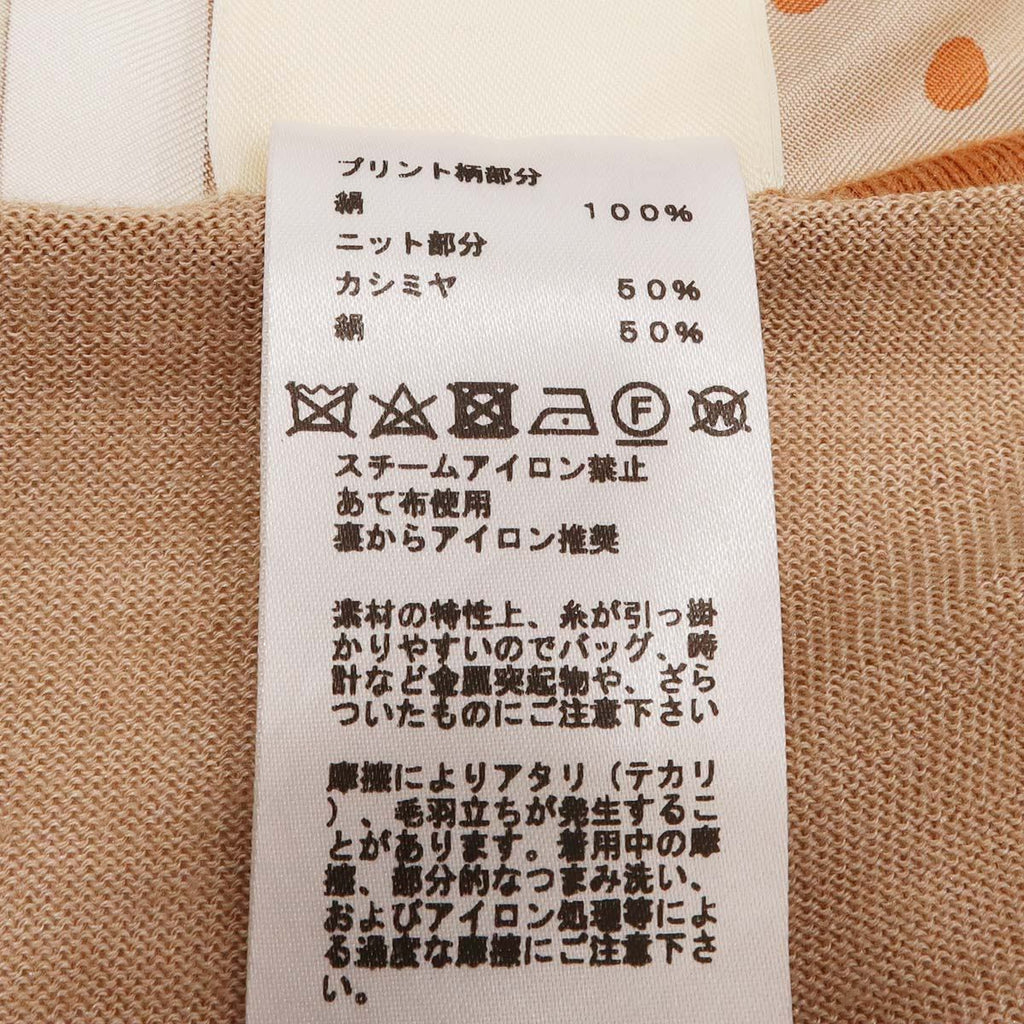 プリント柄部分
絹 100%
ニット部分
カシミヤ 50%
絹 50%
F W
スチームアイロン禁止
あて布使用
裏からアイロン推奨
素材の特性上、糸が引っ掛
かりやすいのでバッグ、時
計など金属突起物や、ざら
ついたものにご注意下さい
摩擦によりアタリ（テカリ
）、毛羽立ちが発生するこ
とがあります。着用中の摩
擦、部分的なつまみ洗い、
およびアイロン処理等によ
る過度な摩擦にご注意下さ
い。